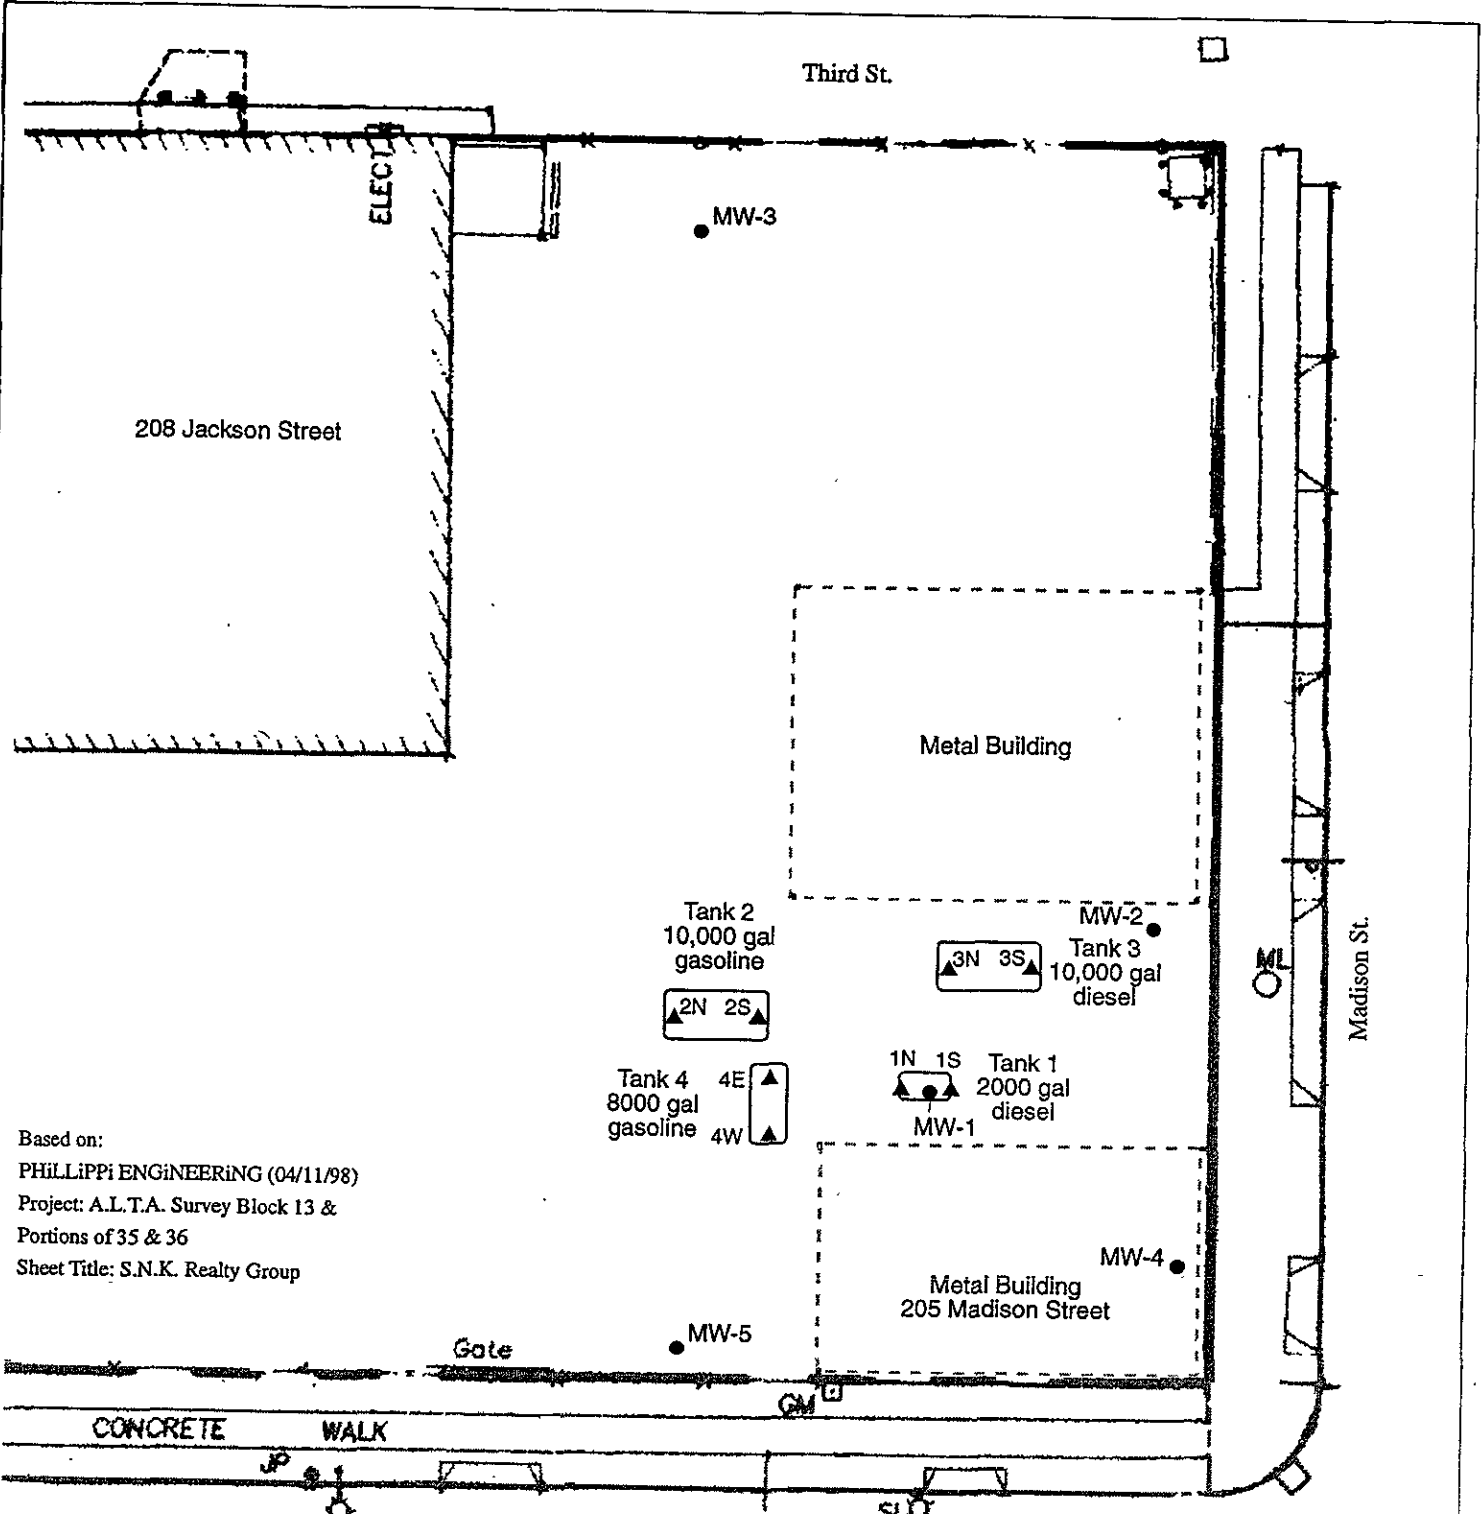 Third St.
ELECT
MW-3
208 Jackson Street
Metal Building
Tank 2
10,000 gal
gasoline
MW-2
3N 3S
Tank 3
10,000 gal
diesel
ML
Madison St.
2N 2S
1N 1S
Tank 1
2000 gal
diesel
MW-1
Tank 4
8000 gal
gasoline
4E
4W
Based on:
PHiLLiPPi ENGiNEERiNG (04/11/98)
Project: A.L.T.A. Survey Block 13 &
Portions of 35 & 36
Sheet Title: S.N.K. Realty Group
MW-4
Metal Building
205 Madison Street
MW-5
Gate
GM
CONCRETE WALK
JP